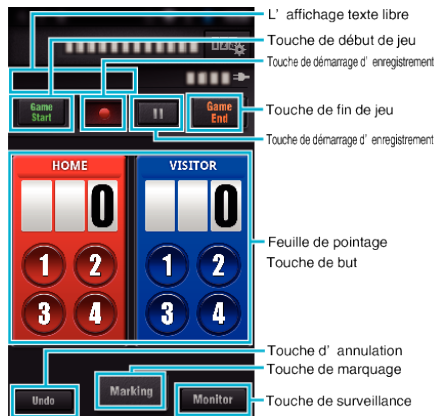 L' affichage texte libre
Touche de début de jeu
Touche de démarrage d' enregistrement
Game Start
Game End
Touche de fin de jeu
Touche de démarrage d' enregistrement
HOME
VISITOR
0
0
1 2
1 2
3 4
3 4
Feuille de pointage
Touche de but
Touche d' annulation
Touche de marquage
Undo
Marking
Monitor
Touche de surveillance